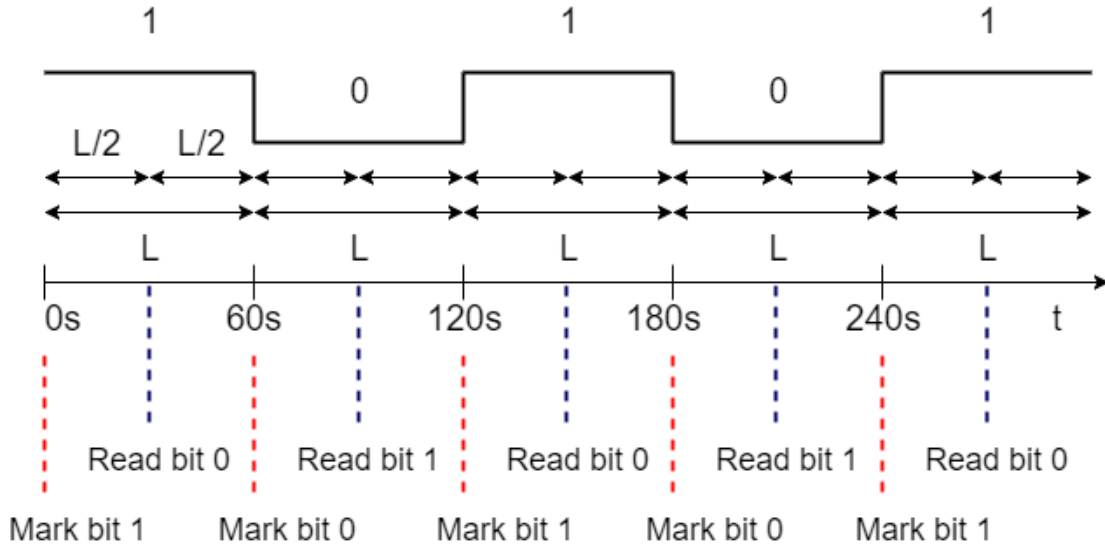 1 1 1
0 0
L/2 L/2
L L L L L
0s 60s 120s 180s 240s t
Read bit 0 Read bit 1 Read bit 0 Read bit 1 Read bit 0
Mark bit 1 Mark bit 0 Mark bit 1 Mark bit 0 Mark bit 1